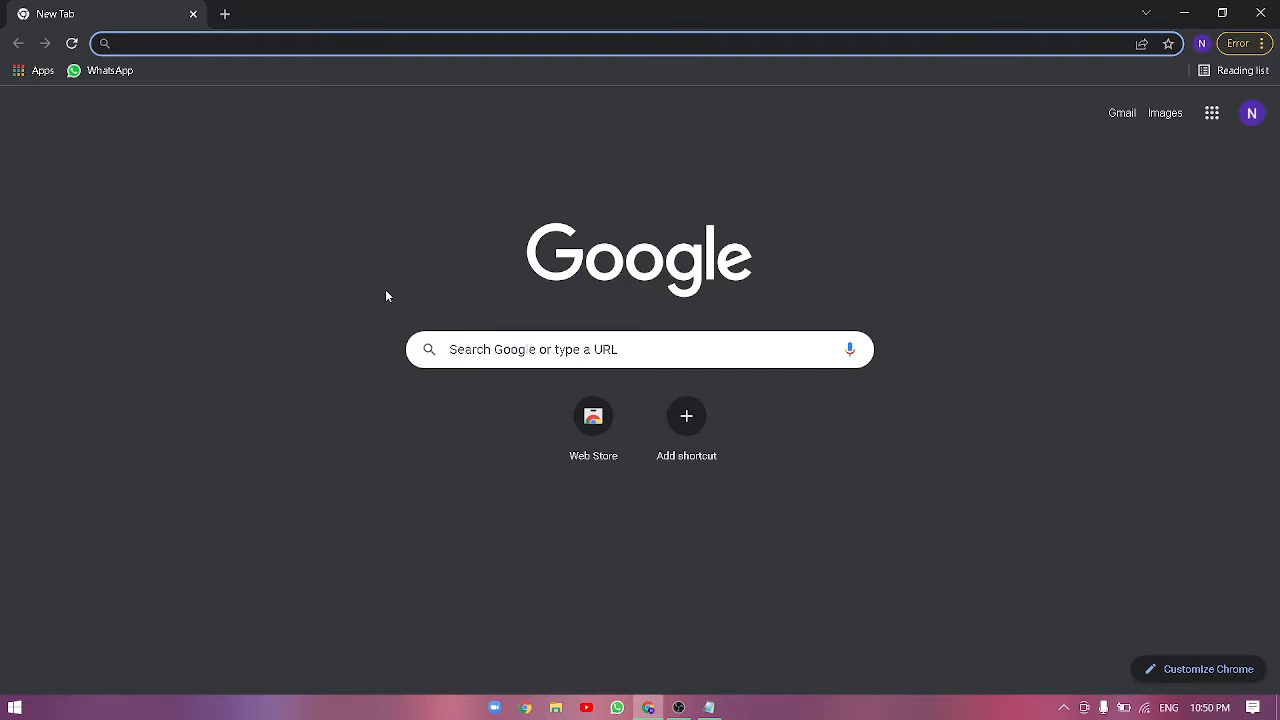 New Tab
Error
Apps
WhatsApp
Reading list
Gmail
Images
N
N
Google
Search Google or type a URL
Web Store
Add shortcut
Customize Chrome
ENG
10:50 PM